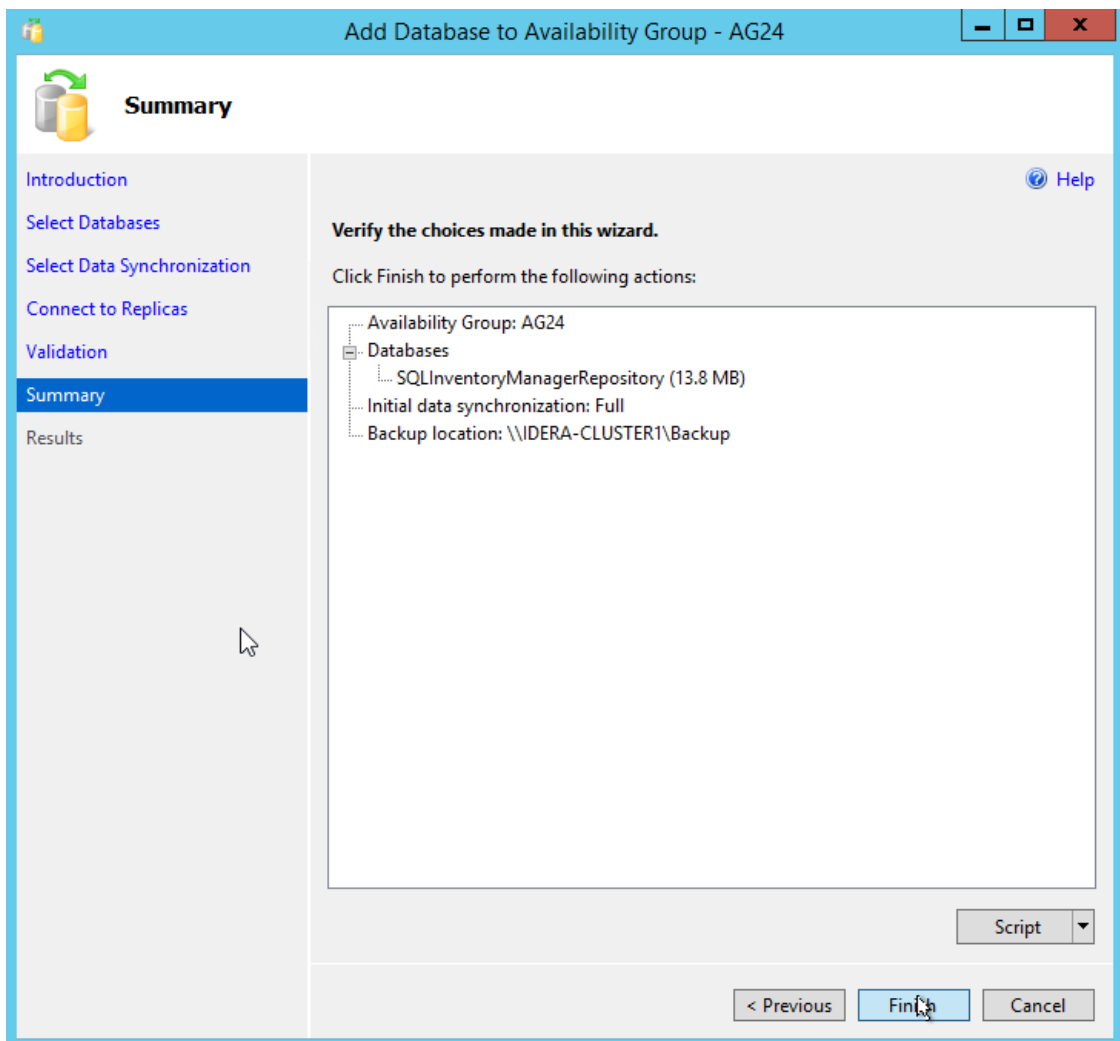 Add Database to Availability Group - AG24
Summary
Introduction
Select Databases
Select Data Synchronization
Connect to Replicas
Validation
Summary
Results
Help
Verify the choices made in this wizard.
Click Finish to perform the following actions:
Availability Group: AG24
Databases
SQLInventoryManagerRepository (13.8 MB)
Initial data synchronization: Full
Backup location: \\IDERA-CLUSTER1\Backup
Script
< Previous
Finish
Cancel